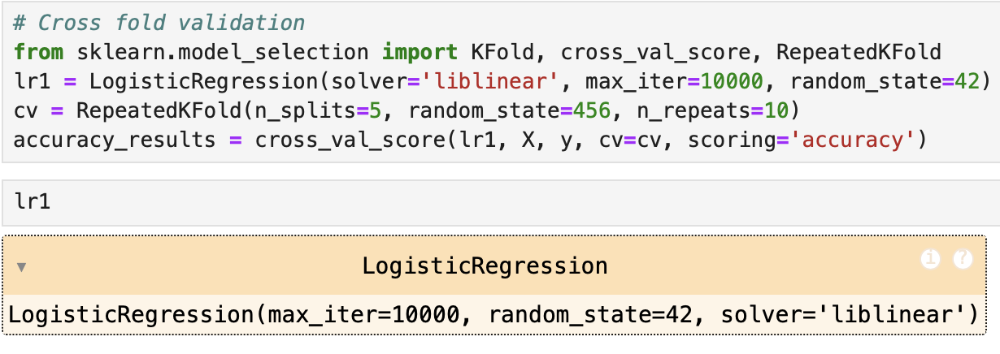 # Cross fold validation
from sklearn.model_selection import KFold, cross_val_score, RepeatedKFold
lr1 = LogisticRegression(solver='liblinear', max_iter=10000, random_state=42)
cv = RepeatedKFold(n_splits=5, random_state=456, n_repeats=10)
accuracy_results = cross_val_score(lr1, X, y, cv=cv, scoring='accuracy')
lr1
▼ LogisticRegression i ?
LogisticRegression(max_iter=10000, random_state=42, solver='liblinear')